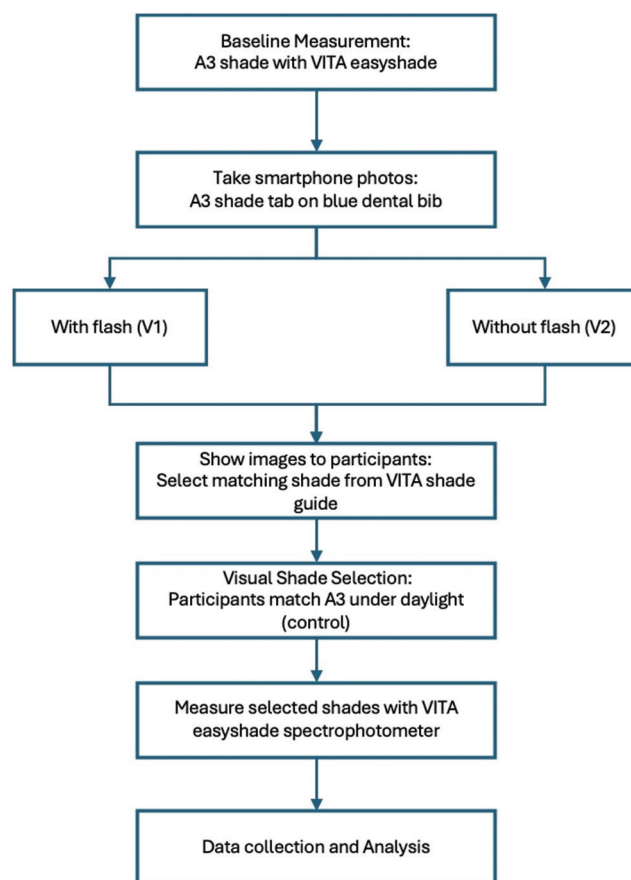 Baseline Measurement:
A3 shade with VITA easyshade
Take smartphone photos:
A3 shade tab on blue dental bib
With flash (V1)
Without flash (V2)
Show images to participants:
Select matching shade from VITA shade
guide
Visual Shade Selection:
Participants match A3 under daylight
(control)
Measure selected shades with VITA
easyshade spectrophotometer
Data collection and Analysis